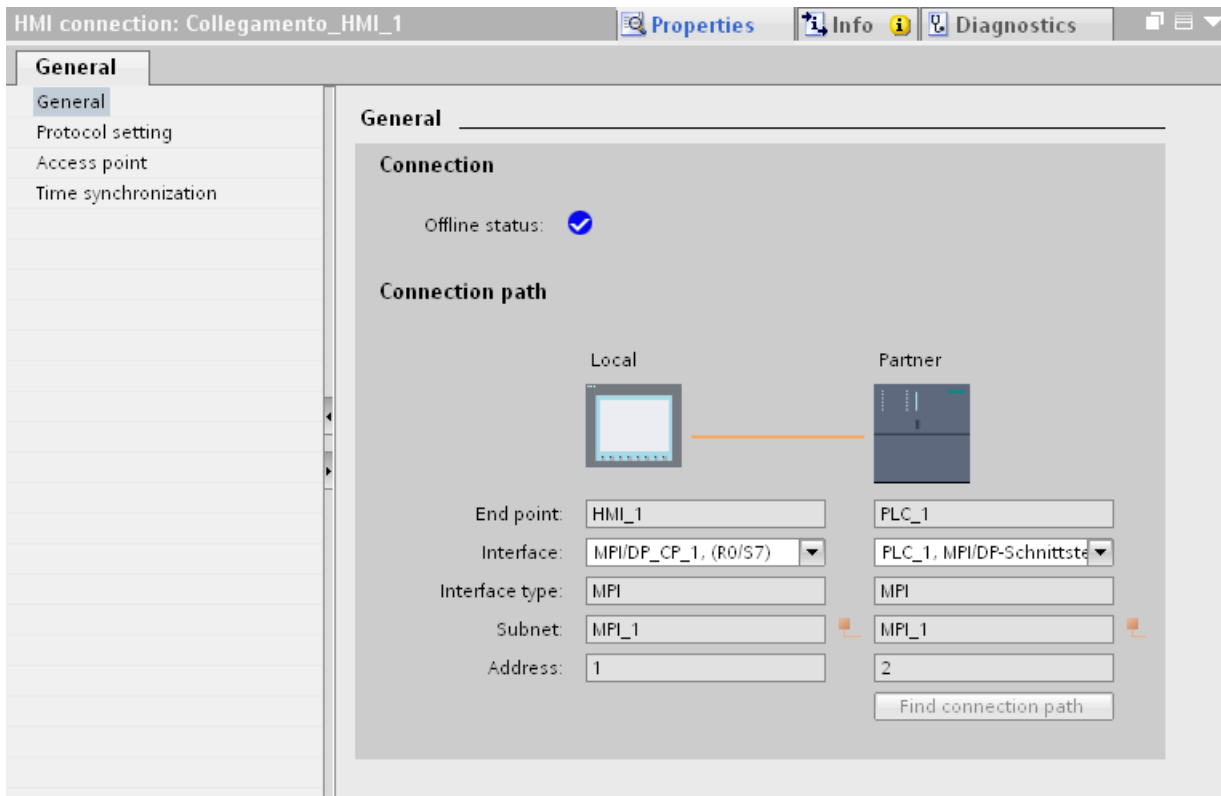 HMI connection: Collegamento_HMI_1
Properties
Info
Diagnostics
General
General
Protocol setting
Access point
Time synchronization
General
Connection
Offline status:
Connection path
Local Partner
End point: HMI_1 PLC_1
Interface: MPI/DP_CP_1, (R0/S7) PLC_1, MPI/DP-Schnittste
Interface type: MPI MPI
Subnet: MPI_1 MPI_1
Address: 1 2
Find connection path